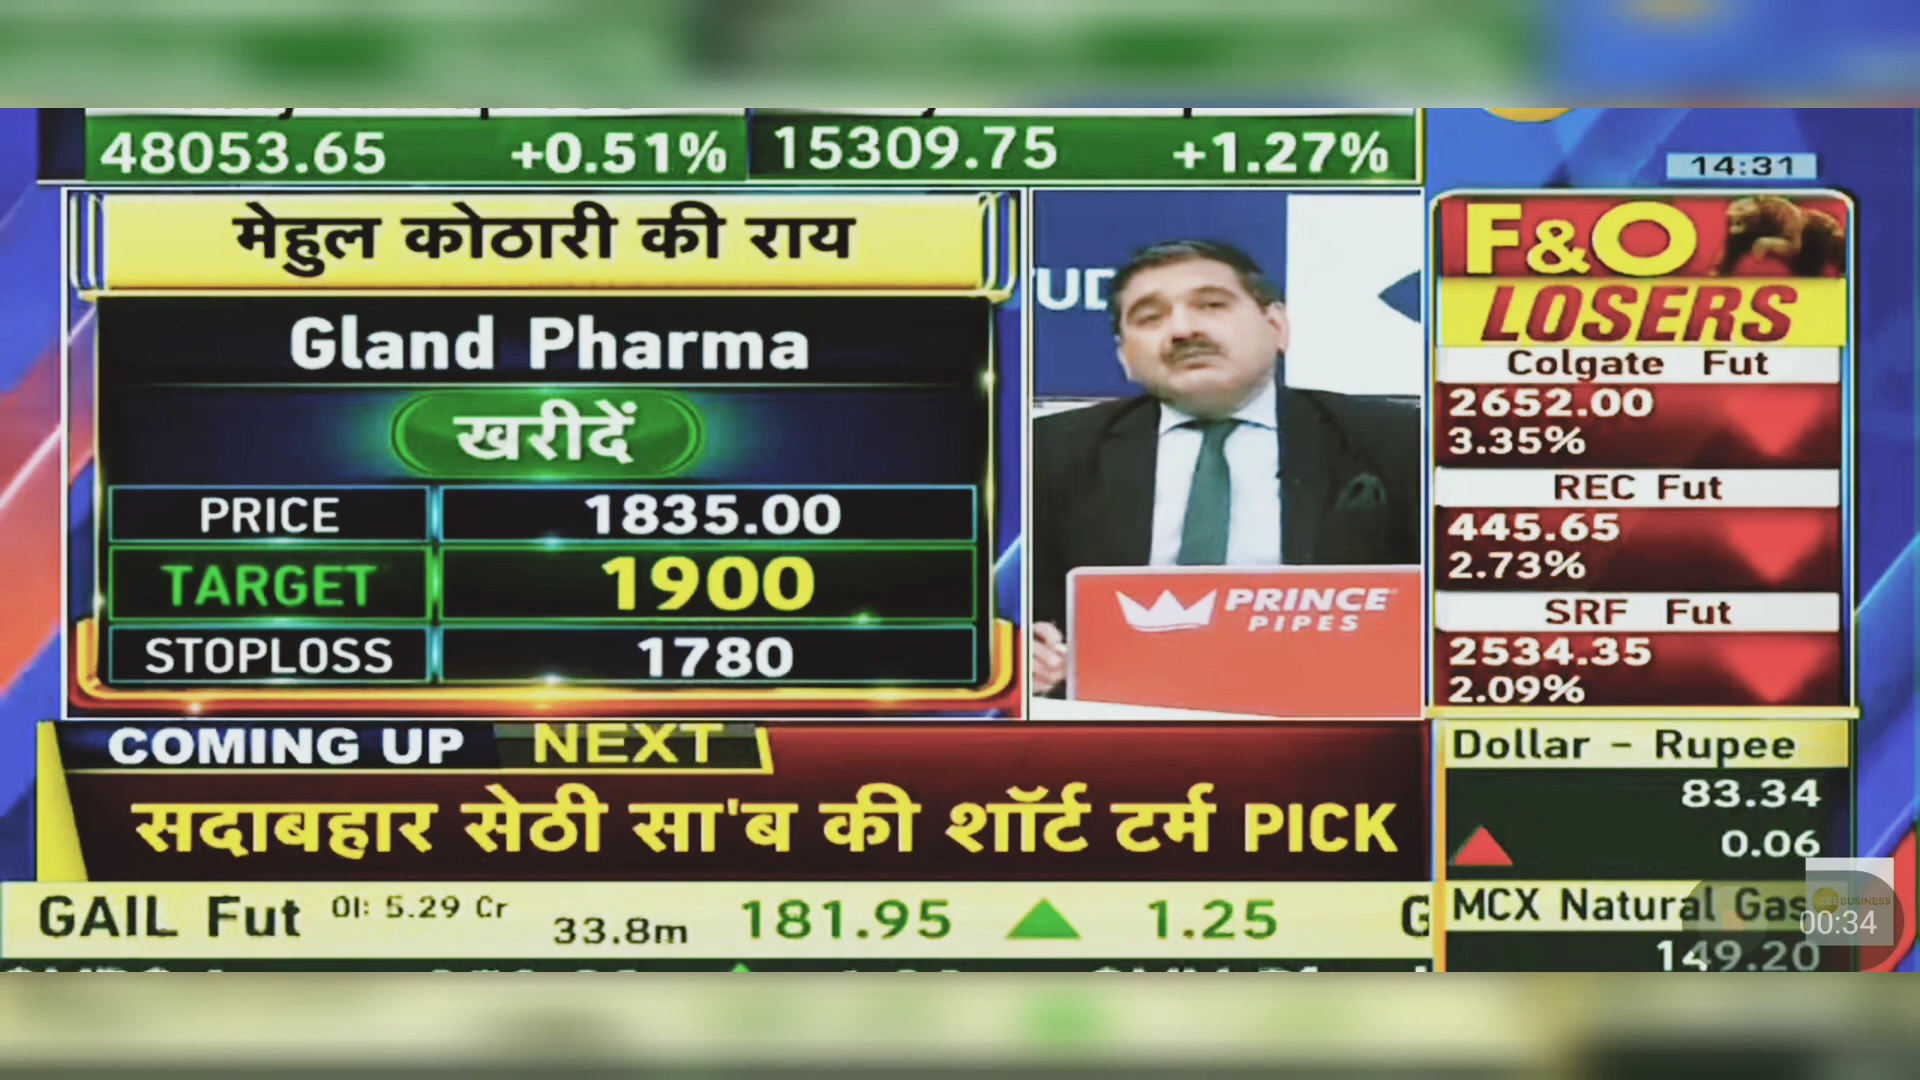 48053.65 +0.51% 15309.75 +1.27%
14:31
मेहुल कोठारी की राय
Gland Pharma
खरीदें
PRICE 1835.00
TARGET 1900
STOPLOSS 1780
UD
PRINCE
PIPES
F&O
LOSERS
Colgate Fut
2652.00
3.35%
REC Fut
445.65
2.73%
SRF Fut
2534.35
2.09%
COMING UP NEXT
सदाबहार सेठी सा'ब की शॉर्ट टर्म PICK
Dollar - Rupee
83.34
0.06
MCX Natural Gas
149.20
ZEEBUSINESS
00:34
GAIL Fut OI: 5.29 Cr 33.8m 181.95 1.25 G